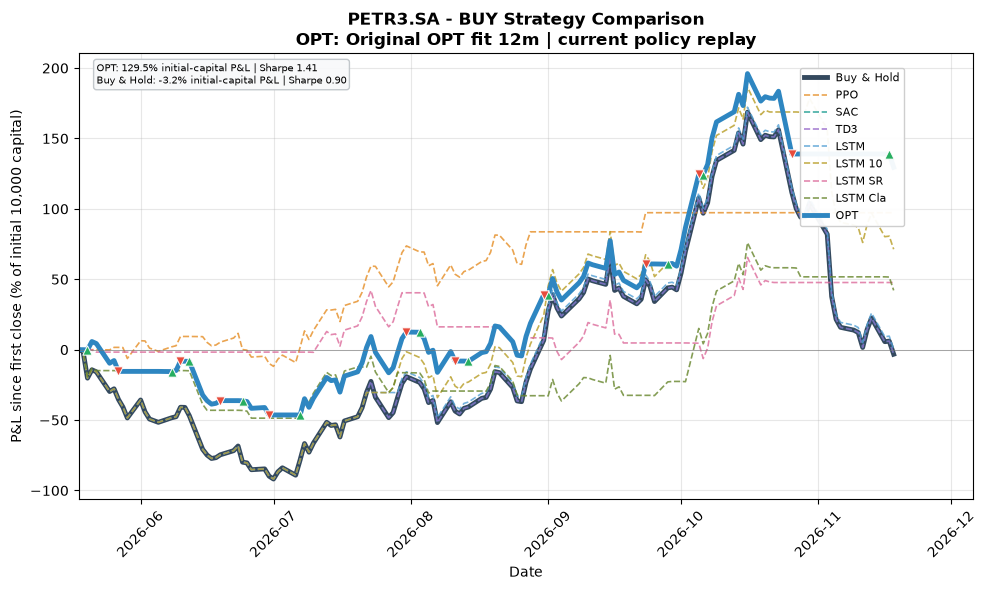 PETR3.SA - BUY Strategy Comparison
OPT: Original OPT fit 12m | current policy replay
OPT: 129.5% initial-capital P&L | Sharpe 1.41
Buy & Hold: -3.2% initial-capital P&L | Sharpe 0.90
Buy & Hold
PPO
SAC
TD3
LSTM
LSTM 10
LSTM SR
LSTM Cla
OPT
P&L since first close (% of initial 10,000 capital)
200
150
100
50
0
−50
−100
2026-06
2026-07
2026-08
2026-09
2026-10
2026-11
2026-12
Date